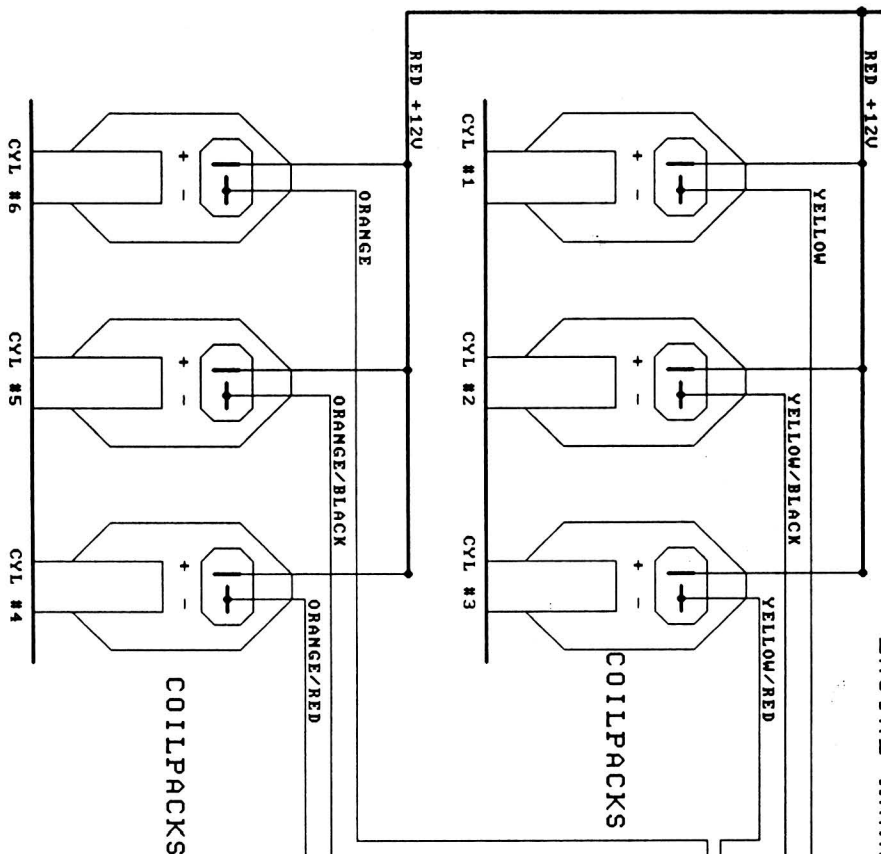 RED +12V
RED +12V
CYL #6
+
-
ORANGE
CYL #1
+
-
YELLOW
CYL #5
+
-
ORANGE/BLACK
CYL #2
+
-
YELLOW/BLACK
CYL #4
+
-
ORANGE/RED
CYL #3
+
-
YELLOW/RED
COILPACKS
COILPACKS